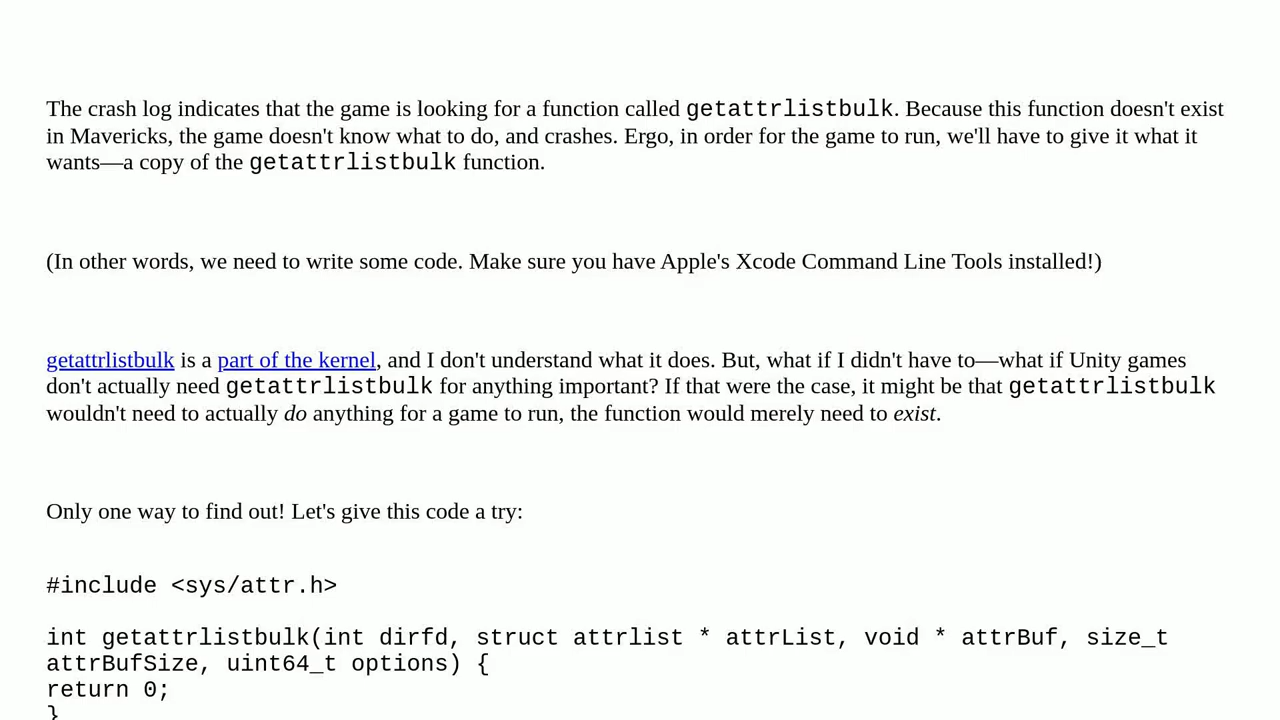 The crash log indicates that the game is looking for a function called getattrlistbulk. Because this function doesn't exist
in Mavericks, the game doesn't know what to do, and crashes. Ergo, in order for the game to run, we'll have to give it what it
wants—a copy of the getattrlistbulk function.
(In other words, we need to write some code. Make sure you have Apple's Xcode Command Line Tools installed!)
getattrlistbulk is a part of the kernel, and I don't understand what it does. But, what if I didn't have to—what if Unity games
don't actually need getattrlistbulk for anything important? If that were the case, it might be that getattrlistbulk
wouldn't need to actually do anything for a game to run, the function would merely need to exist.
Only one way to find out! Let's give this code a try:
#include <sys/attr.h>
int getattrlistbulk(int dirfd, struct attrlist * attrList, void * attrBuf, size_t
attrBufSize, uint64_t options) {
return 0;
}